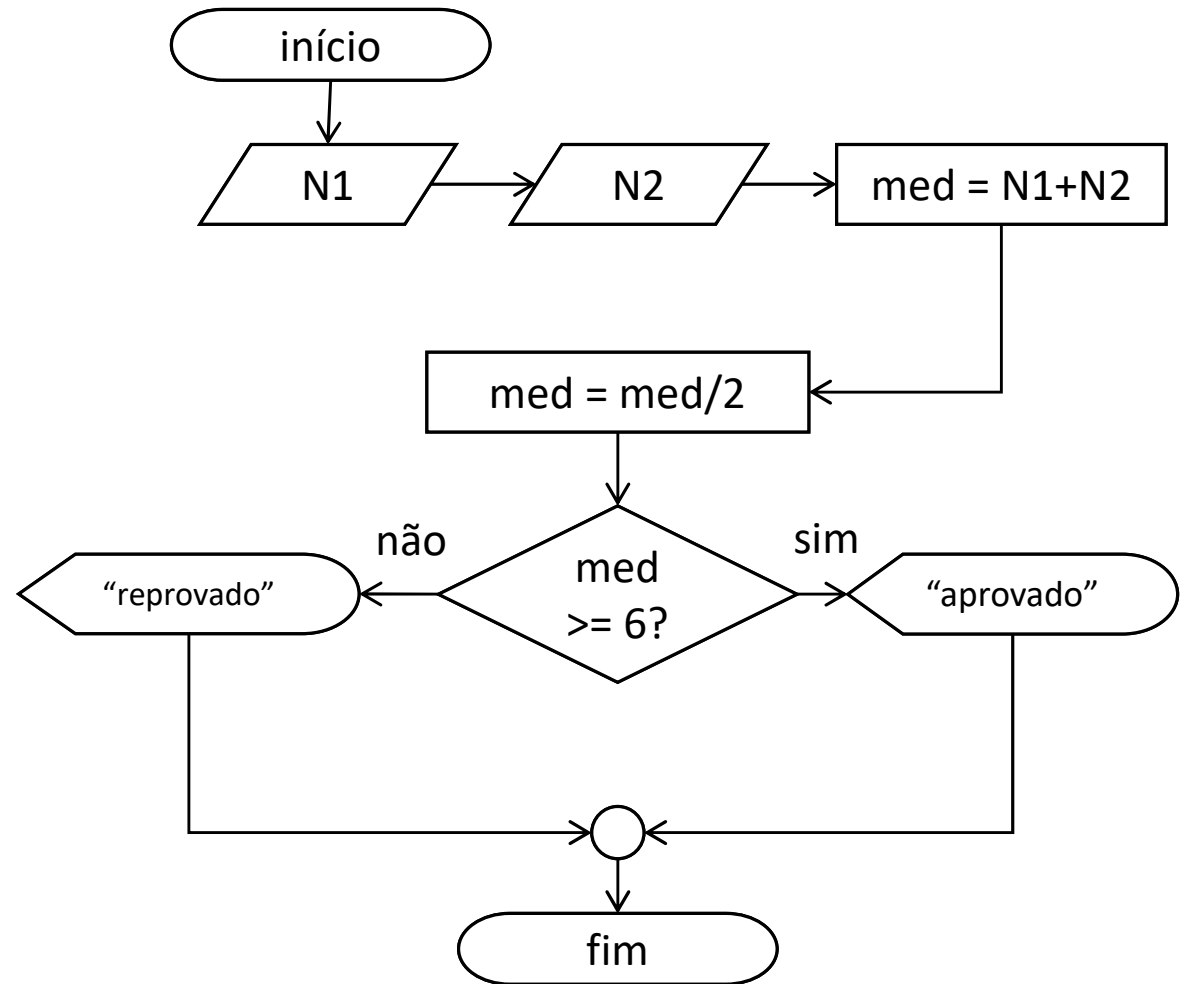 início
N1
N2
med = N1+N2
med = med/2
não
sim
“reprovado”
med
>= 6?
“aprovado”
fim